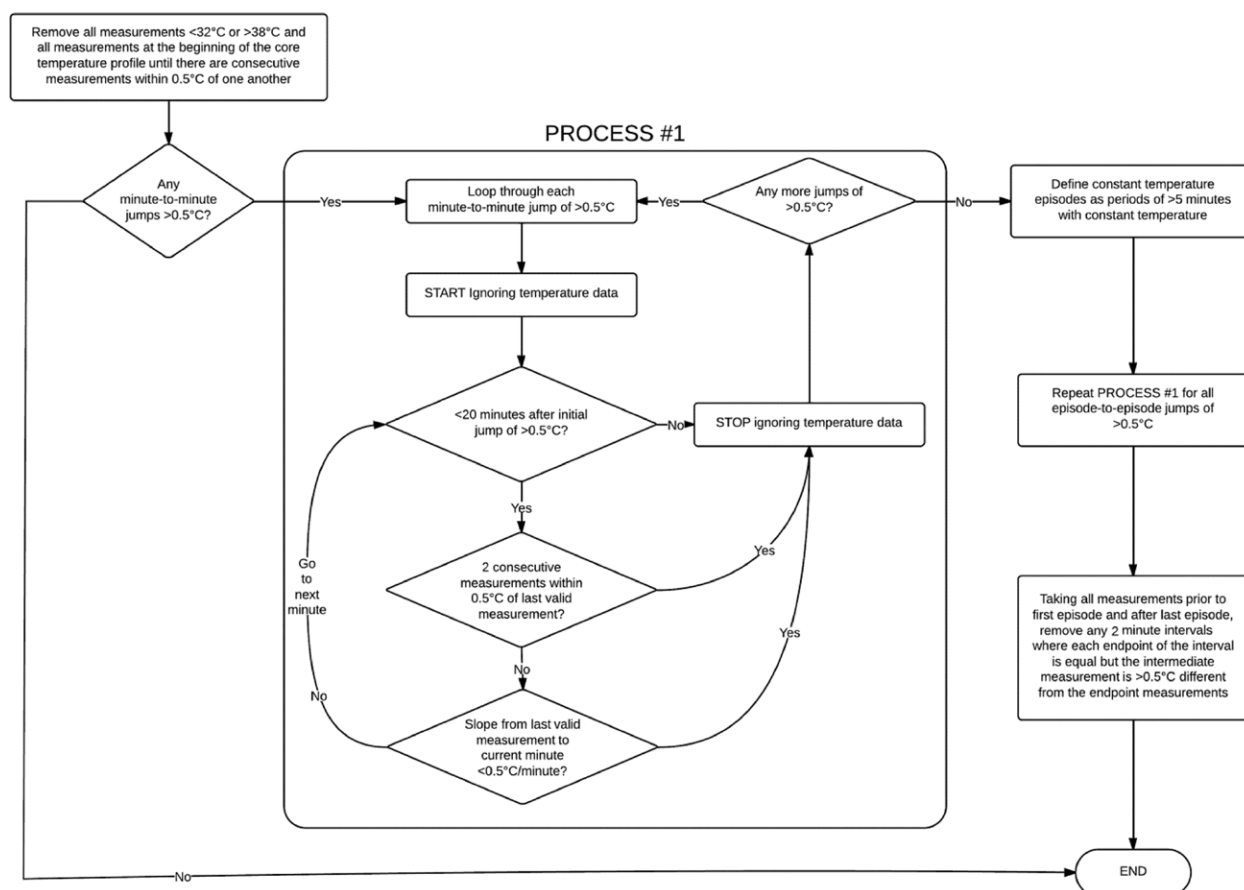 Remove all measurements <32°C or >38°C and
all measurements at the beginning of the core
temperature profile until there are consecutive
measurements within 0.5°C of one another
Any
minute-to-minute
jumps >0.5°C?
Yes
No
PROCESS #1
Loop through each
minute-to-minute jump of >0.5°C
START Ignoring temperature data
<20 minutes after initial
jump of >0.5°C?
No
Yes
2 consecutive
measurements within
0.5°C of last valid
measurement?
Yes
No
Slope from last valid
measurement to
current minute
<0.5°C/minute?
Yes
No
Go
to
next
minute
STOP ignoring temperature data
Any more jumps of
>0.5°C?
Yes
No
Define constant temperature
episodes as periods of >5 minutes
with constant temperature
Repeat PROCESS #1 for all
episode-to-episode jumps of
>0.5°C
Taking all measurements prior to
first episode and after last episode,
remove any 2 minute intervals
where each endpoint of the interval
is equal but the intermediate
measurement is >0.5°C different
from the endpoint measurements
END